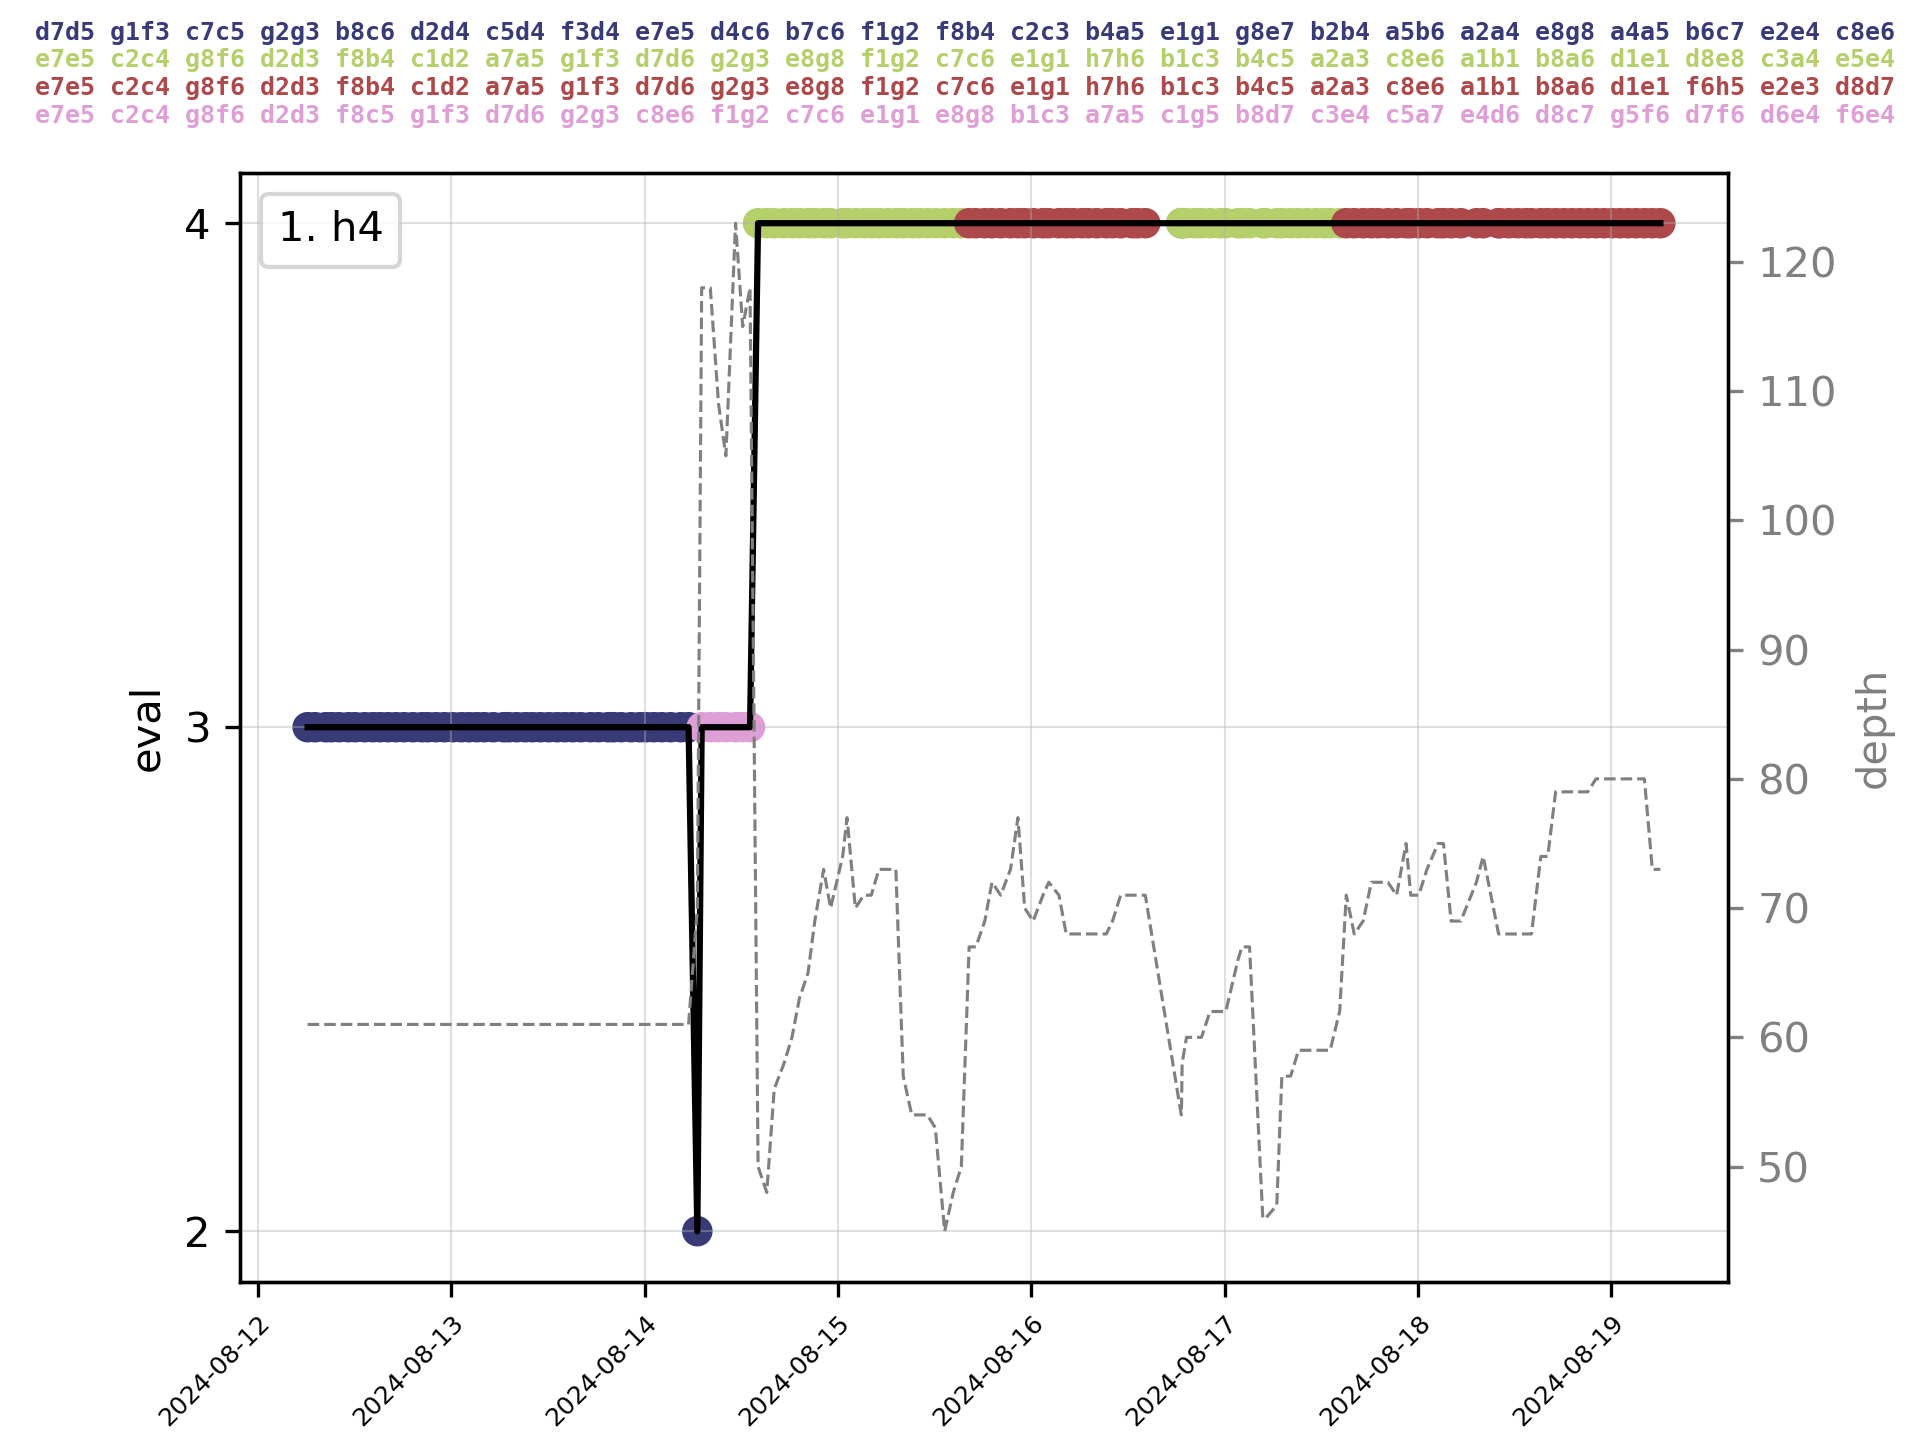 d7d5 g1f3 c7c5 g2g3 b8c6 d2d4 c5d4 f3d4 e7e5 d4c6 b7c6 f1g2 f8b4 c2c3 b4a5 e1g1 g8e7 b2b4 a5b6 a2a4 e8g8 a4a5 b6c7 e2e4 c8e6
e7e5 c2c4 g8f6 d2d3 f8b4 c1d2 a7a5 g1f3 d7d6 g2g3 e8g8 f1g2 c7c6 e1g1 h7h6 b1c3 b4c5 a2a3 c8e6 a1b1 b8a6 d1e1 d8e8 c3a4 e5e4
e7e5 c2c4 g8f6 d2d3 f8b4 c1d2 a7a5 g1f3 d7d6 g2g3 e8g8 f1g2 c7c6 e1g1 h7h6 b1c3 b4c5 a2a3 c8e6 a1b1 b8a6 d1e1 f6h5 e2e3 d8d7
e7e5 c2c4 g8f6 d2d3 f8c5 g1f3 d7d6 g2g3 c8e6 f1g2 c7c6 e1g1 e8g8 b1c3 a7a5 c1g5 b8d7 c3e4 c5a7 e4d6 d8c7 g5f6 d7f6 d6e4 f6e4
1. h4
4
3
2
eval
120
110
100
90
80
70
60
50
depth
2024-08-12
2024-08-13
2024-08-14
2024-08-15
2024-08-16
2024-08-17
2024-08-18
2024-08-19